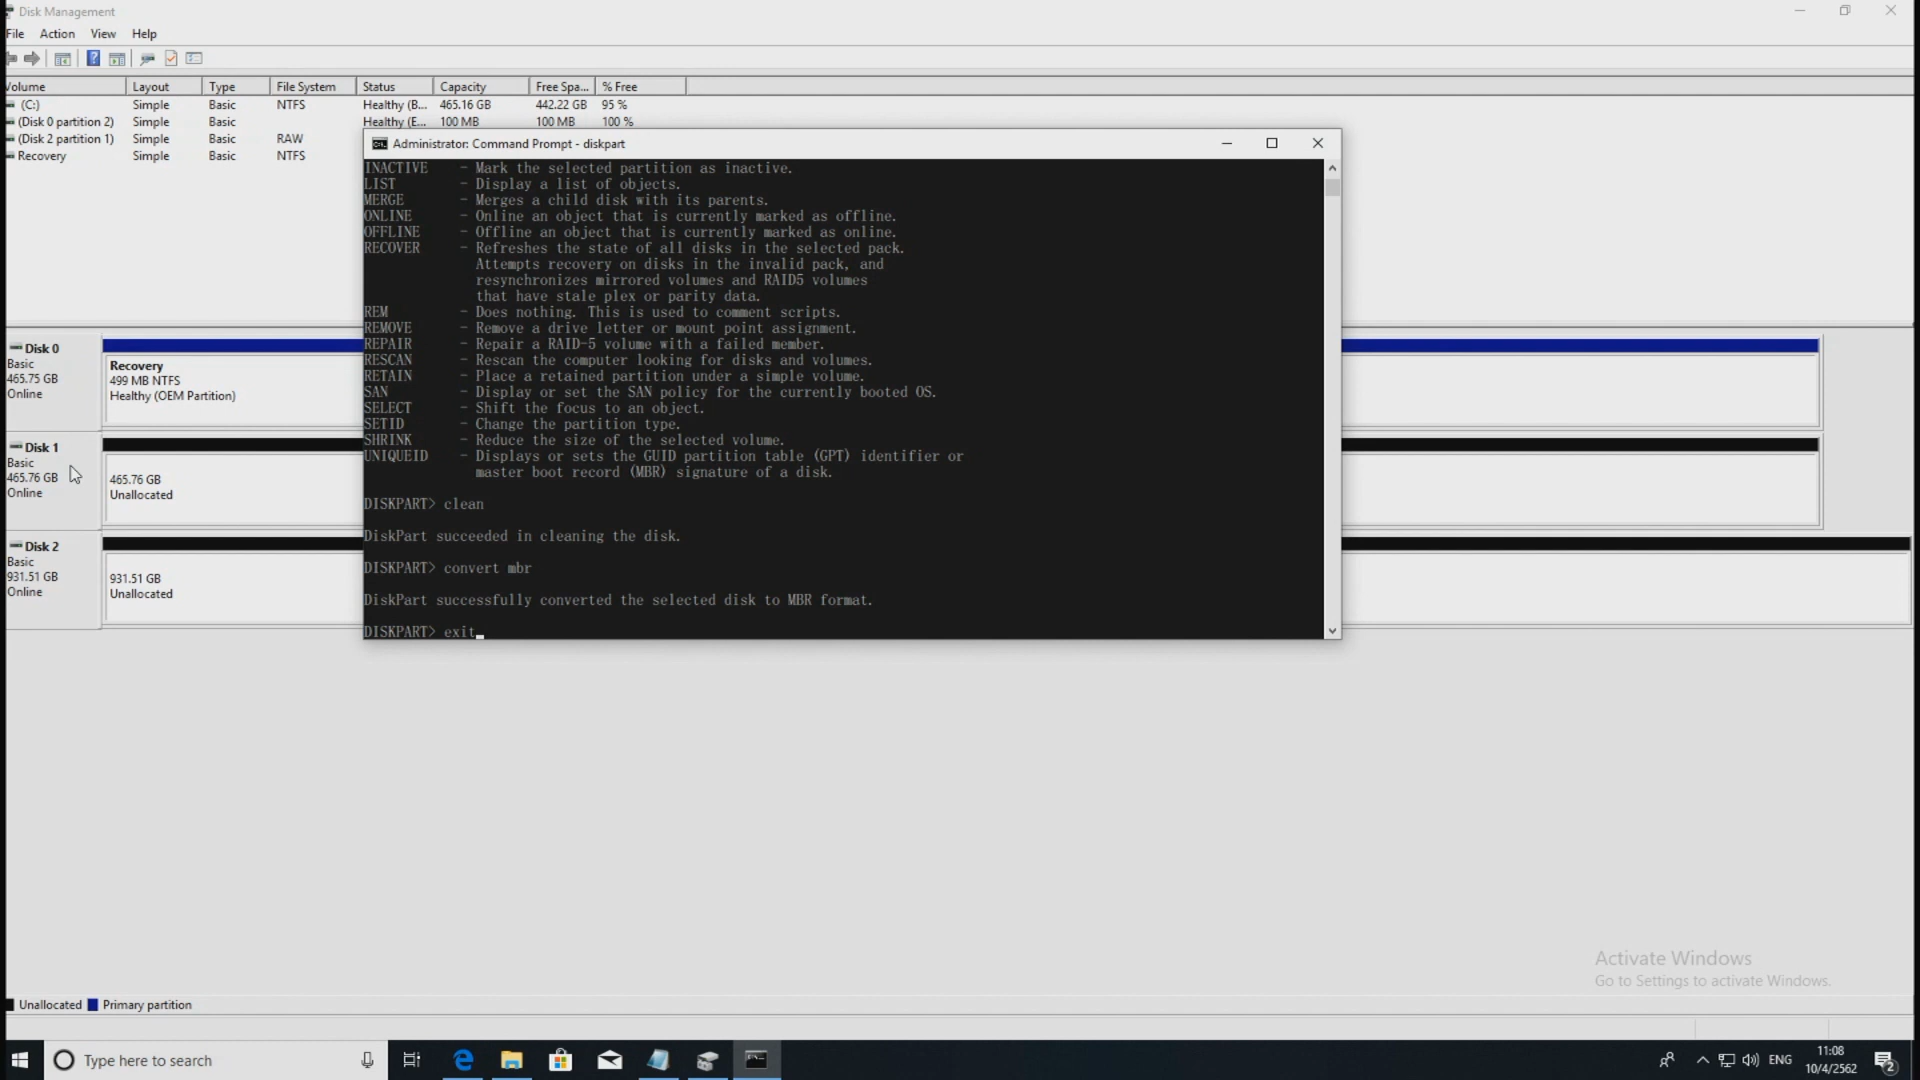 Disk Management
File Action View Help
Volume Layout Type File System Status Capacity Free Spa... % Free
(C:) Simple Basic NTFS Healthy (B... 465.16 GB 442.22 GB 95 %
(Disk 0 partition 2) Simple Basic Healthy (E... 100 MB 100 MB 100 %
(Disk 2 partition 1) Simple Basic RAW
Recovery Simple Basic NTFS
Administrator: Command Prompt - diskpart
INACTIVE - Mark the selected partition as inactive.
LIST - Display a list of objects.
MERGE - Merges a child disk with its parents.
ONLINE - Online an object that is currently marked as offline.
OFFLINE - Offline an object that is currently marked as online.
RECOVER - Refreshes the state of all disks in the selected pack.
Attempts recovery on disks in the invalid pack, and
resynchronizes mirrored volumes and RAID5 volumes
that have stale plex or parity data.
REM - Does nothing. This is used to comment scripts.
REMOVE - Remove a drive letter or mount point assignment.
REPAIR - Repair a RAID-5 volume with a failed member.
RESCAN - Rescan the computer looking for disks and volumes.
RETAIN - Place a retained partition under a simple volume.
SAN - Display or set the SAN policy for the currently booted OS.
SELECT - Shift the focus to an object.
SETID - Change the partition type.
SHRINK - Reduce the size of the selected volume.
UNIQUEID - Displays or sets the GUID partition table (GPT) identifier or
master boot record (MBR) signature of a disk.
DISKPART> clean
DiskPart succeeded in cleaning the disk.
DISKPART> convert mbr
DiskPart successfully converted the selected disk to MBR format.
DISKPART> exit_
Disk 0
Basic
465.75 GB
Online
Recovery
499 MB NTFS
Healthy (OEM Partition)
Disk 1
Basic
465.76 GB
Online
465.76 GB
Unallocated
Disk 2
Basic
931.51 GB
Online
931.51 GB
Unallocated
Activate Windows
Go to Settings to activate Windows.
Unallocated Primary partition
Type here to search
ENG
11:08
10/4/2562
2